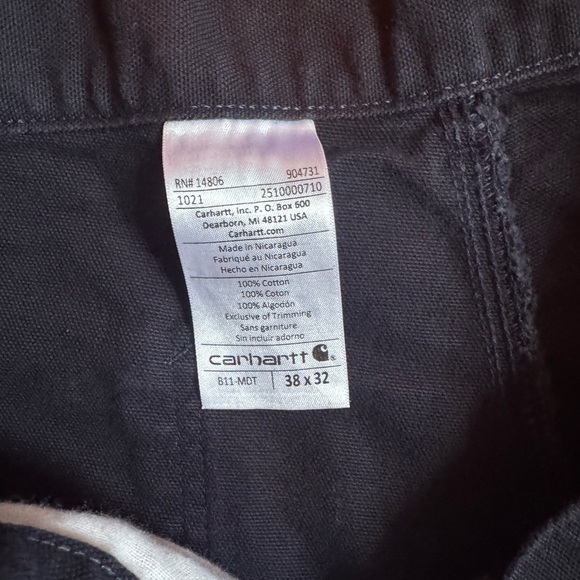 RN# 14806 904731
1021 2510000710
Carhartt, Inc. P. O. Box 600
Dearborn, MI 48121 USA
Carhartt.com
Made in Nicaragua
Fabriqué au Nicaragua
Hecho en Nicaragua
100% Cotton
100% Coton
100% Algodón
Exclusive of Trimming
Sans garniture
Sin incluir adorno
carhartt
B11-MDT 38 x 32